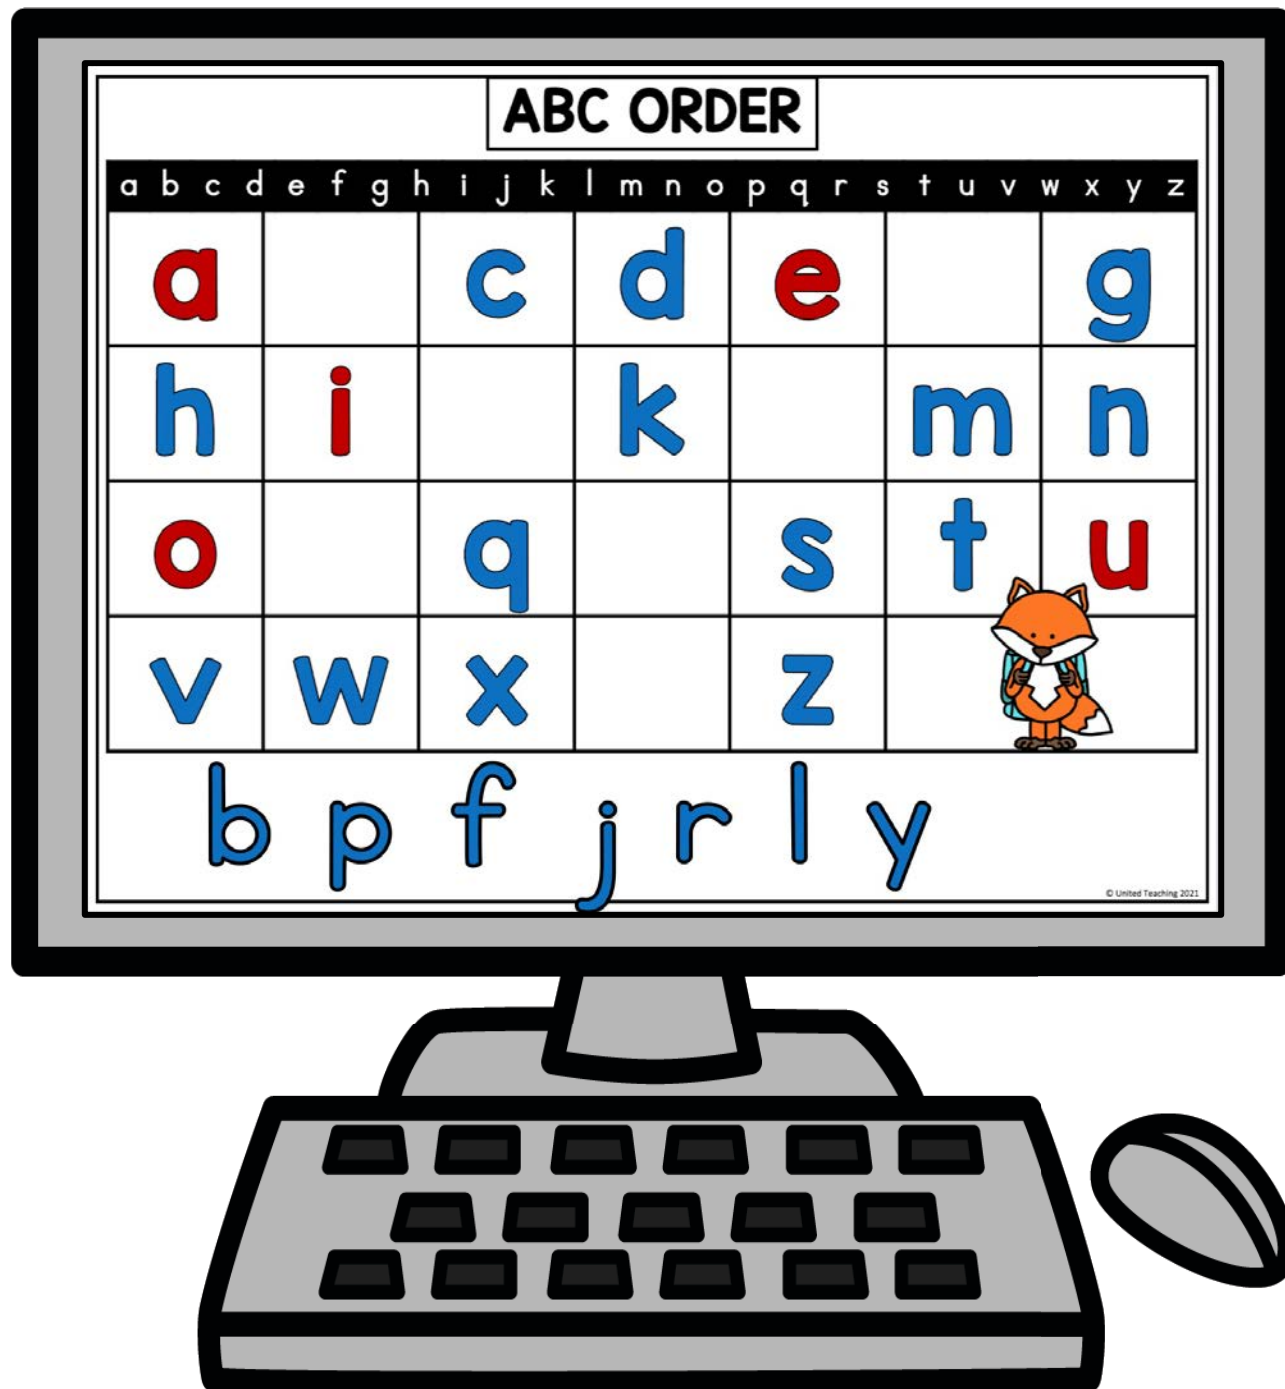 ABC ORDER
a b c d e f g h i j k l m n o p q r s t u v w x y z
a c d e g
h i k m n
o q s t u
v w x z
b p f j r l y
© United Teaching 2021